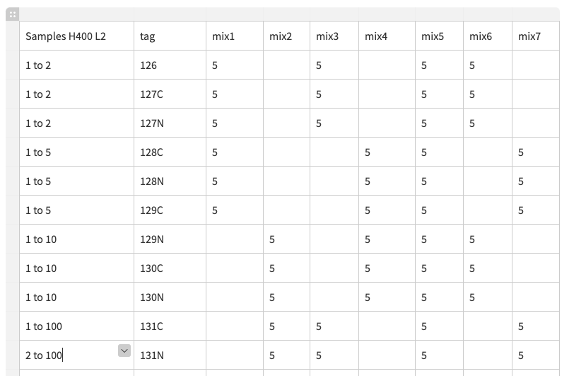 Samples H400 L2 tag mix1 mix2 mix3 mix4 mix5 mix6 mix7
1 to 2 126 5 5 5 5
1 to 2 127C 5 5 5 5
1 to 2 127N 5 5 5 5
1 to 5 128C 5 5 5 5
1 to 5 128N 5 5 5 5
1 to 5 129C 5 5 5 5
1 to 10 129N 5 5 5 5
1 to 10 130C 5 5 5 5
1 to 10 130N 5 5 5 5
1 to 100 131C 5 5 5 5
2 to 100 131N 5 5 5 5